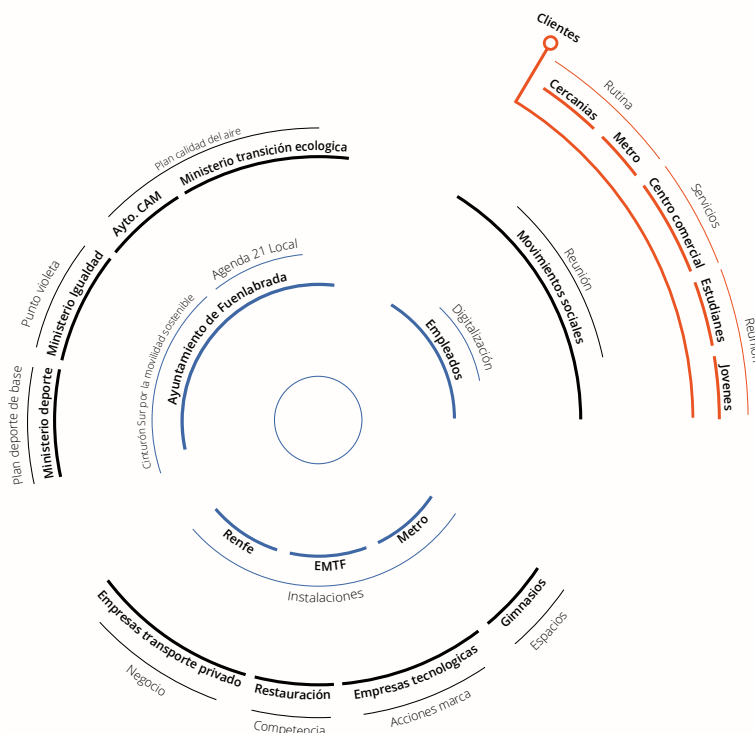 Clientes
Rutina
Cercanias
Metro
Servicios
Centro comercial
Estudianes
Reunión
Jovenes
Plan calidad del aire
Ministerio transición ecologica
Ayto. CAM
Punto violeta
Ministerio Igualdad
Plan deporte de base
Ministerio deporte
Agenda 21 Local
Ayuntamiento de Fuenlabrada
Cinturón Sur por la movilidad sostenible
Reunión
Movimientos sociales
Digitalización
Empleados
Renfe
EMTF
Metro
Instalaciones
Empresas transporte privado
Negocio
Restauración
Competencia
Empresas tecnologicas
Acciones marca
Gimnasios
Espacios